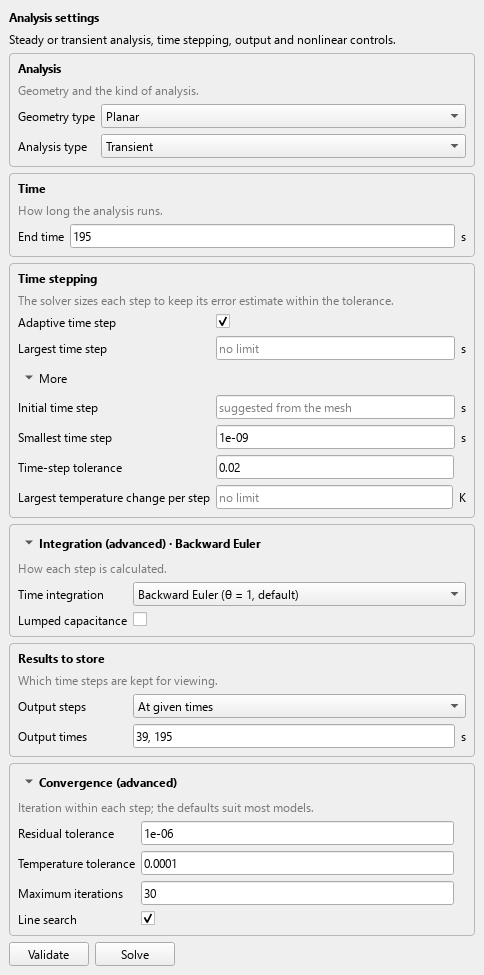 Analysis settings
Steady or transient analysis, time stepping, output and nonlinear controls.
Analysis
Geometry and the kind of analysis.
Geometry type Planar
Analysis type Transient
Time
How long the analysis runs.
End time 195 s
Time stepping
The solver sizes each step to keep its error estimate within the tolerance.
Adaptive time step
Largest time step no limit s
More
Initial time step suggested from the mesh s
Smallest time step 1e-09 s
Time-step tolerance 0.02
Largest temperature change per step no limit K
Integration (advanced) · Backward Euler
How each step is calculated.
Time integration Backward Euler (θ = 1, default)
Lumped capacitance
Results to store
Which time steps are kept for viewing.
Output steps At given times
Output times 39, 195 s
Convergence (advanced)
Iteration within each step; the defaults suit most models.
Residual tolerance 1e-06
Temperature tolerance 0.0001
Maximum iterations 30
Line search
Validate Solve